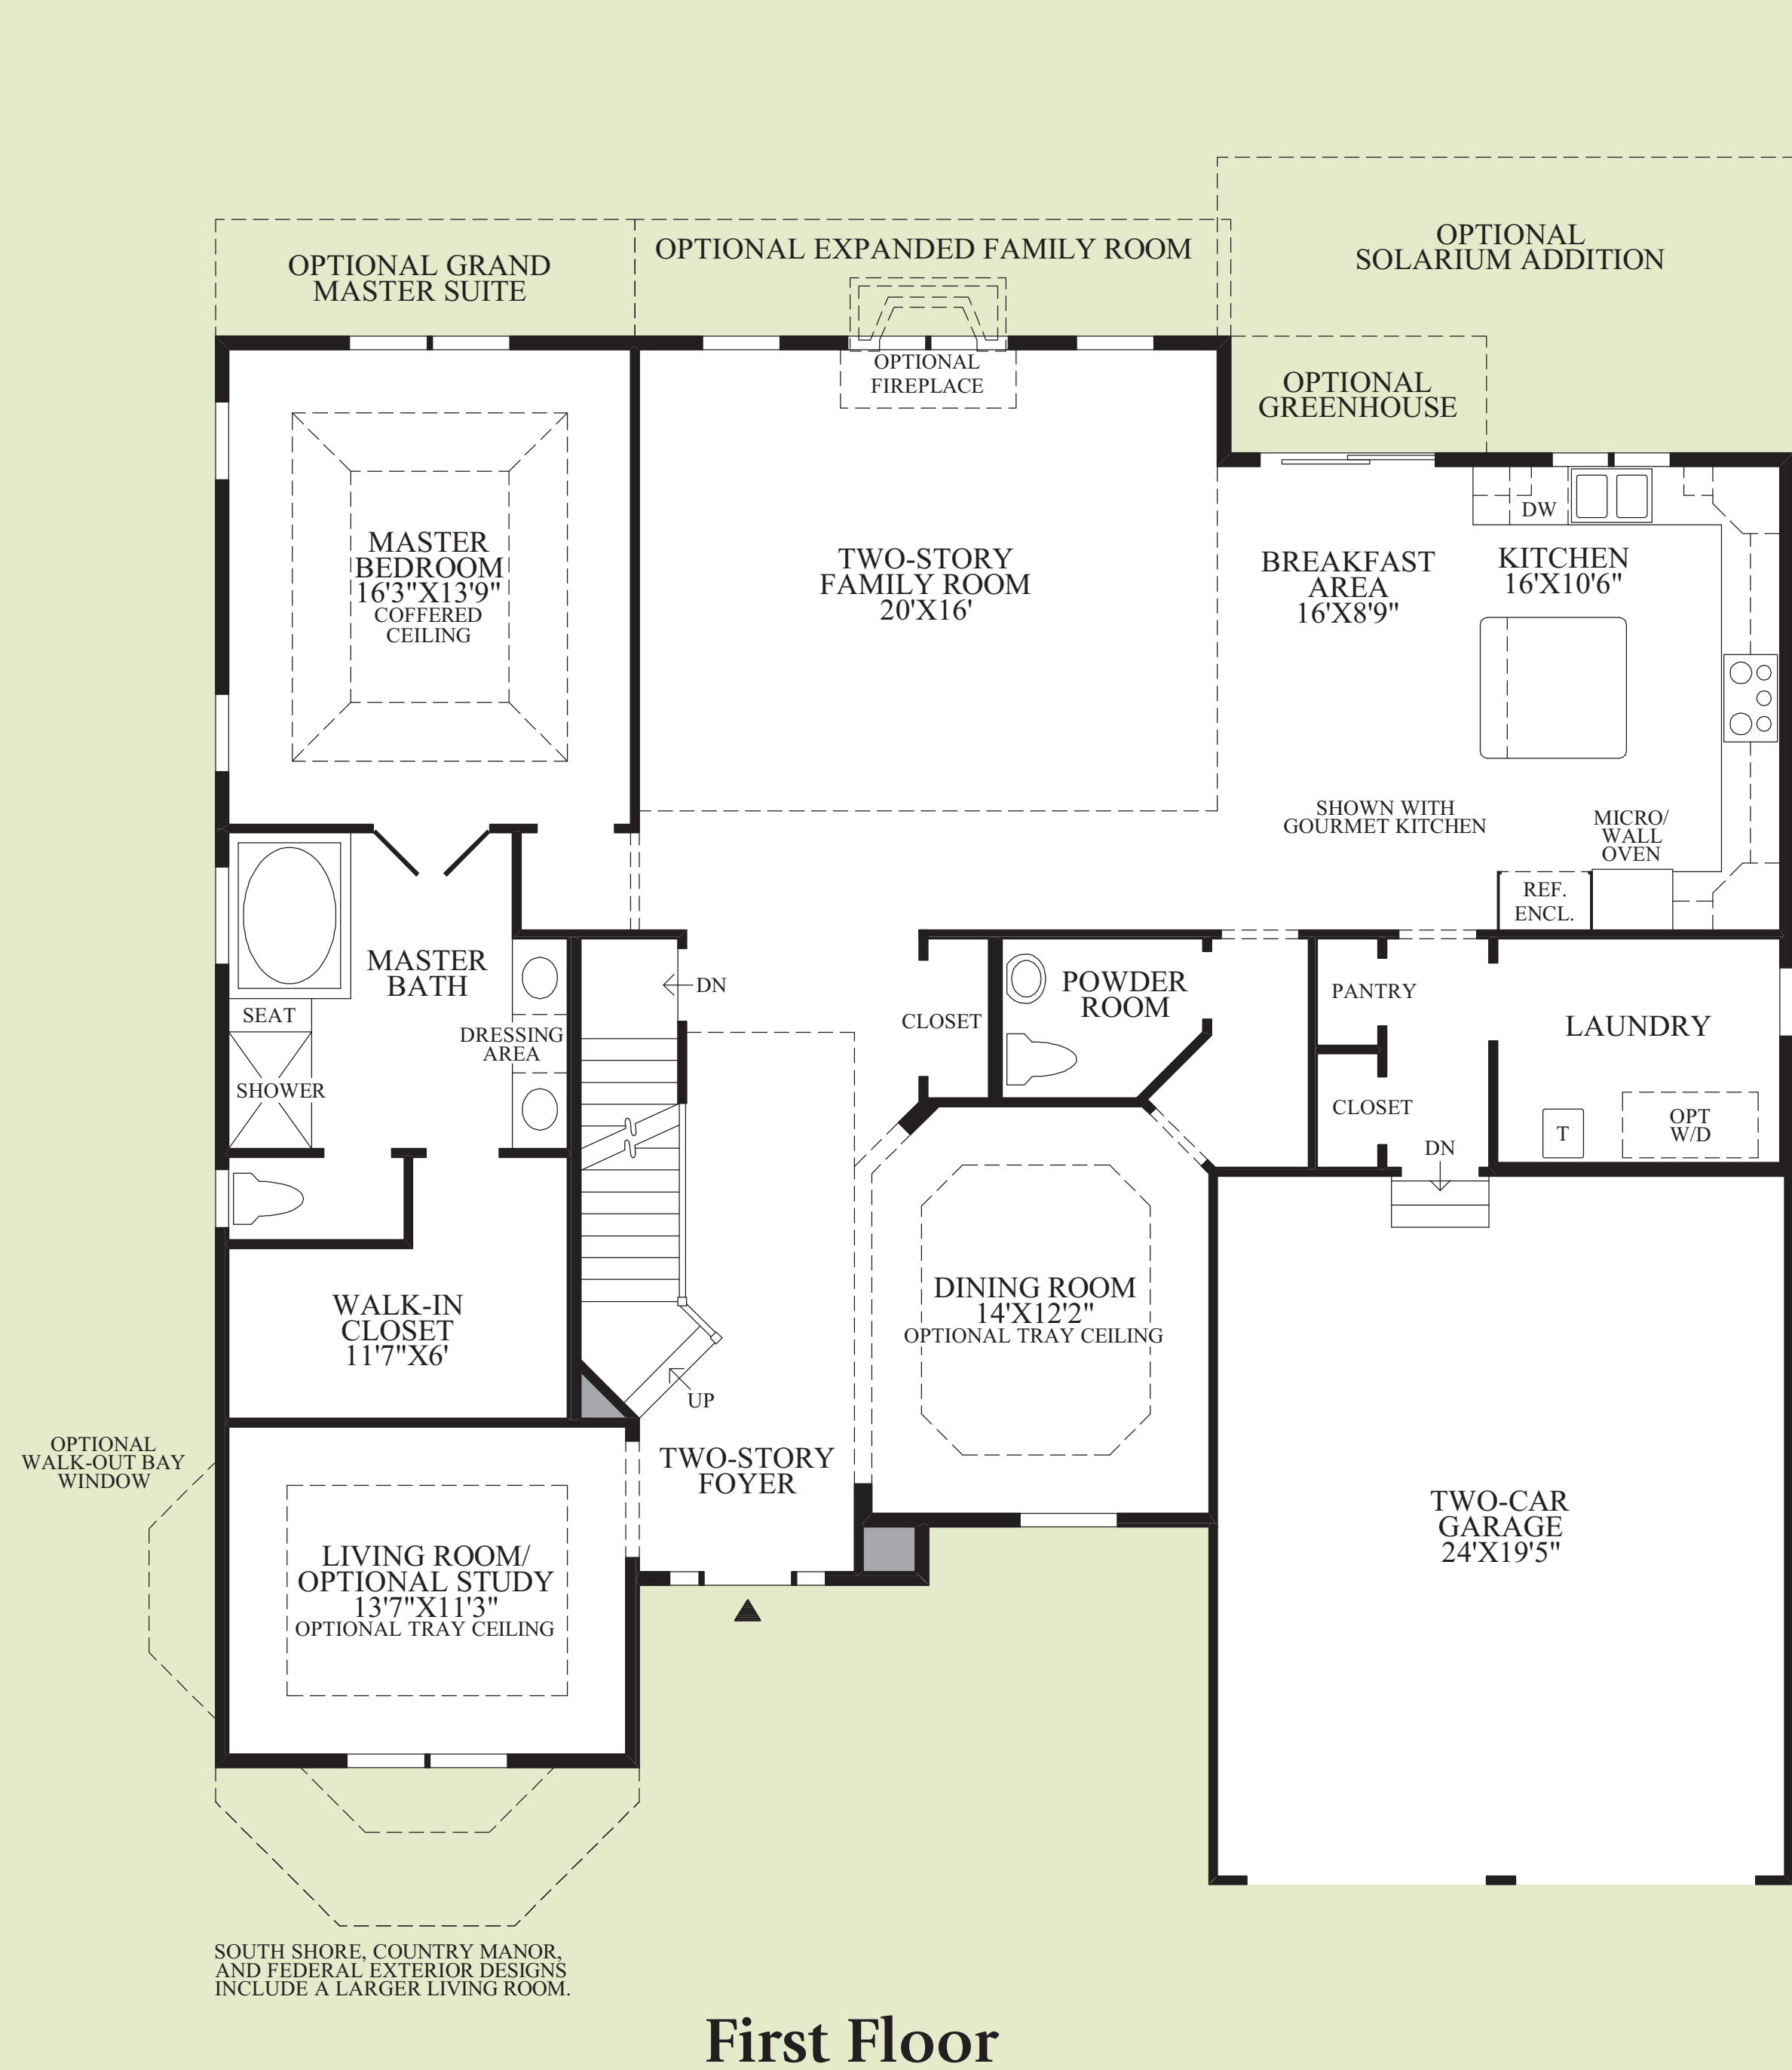 OPTIONAL
SOLARIUM ADDITION
OPTIONAL EXPANDED FAMILY ROOM
OPTIONAL GRAND
MASTER SUITE
OPTIONAL
FIREPLACE
OPTIONAL
GREENHOUSE
MASTER
BEDROOM
16'3"X13'9"
COFFERED
CEILING
TWO-STORY
FAMILY ROOM
20'X16'
BREAKFAST
AREA
16'X8'9"
DW
KITCHEN
16'X10'6"
SHOWN WITH
GOURMET KITCHEN
MICRO/
WALL
OVEN
REF.
ENCL.
MASTER
BATH
SEAT
SHOWER
DRESSING
AREA
DN
CLOSET
POWDER
ROOM
PANTRY
CLOSET
LAUNDRY
T
OPT
W/D
DN
WALK-IN
CLOSET
11'7"X6'
UP
DINING ROOM
14'X12'2"
OPTIONAL TRAY CEILING
OPTIONAL
WALK-OUT BAY
WINDOW
TWO-STORY
FOYER
LIVING ROOM/
OPTIONAL STUDY
13'7"X11'3"
OPTIONAL TRAY CEILING
TWO-CAR
GARAGE
24'X19'5"
SOUTH SHORE, COUNTRY MANOR,
AND FEDERAL EXTERIOR DESIGNS
INCLUDE A LARGER LIVING ROOM.
First Floor